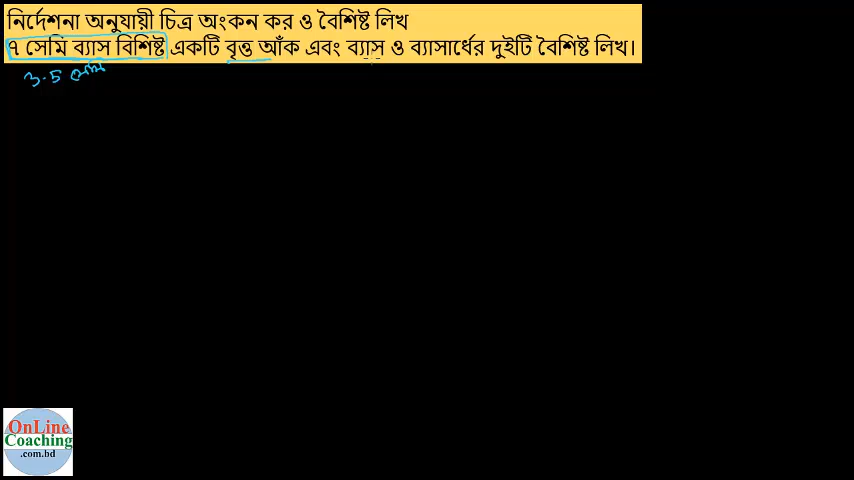 নির্দেশনা অনুযায়ী চিত্র অংকন কর ও বৈশিষ্ট লিখ
৭ সেমি ব্যাস বিশিষ্ট একটি বৃত্ত আঁক এবং ব্যাস ও ব্যাসার্ধের দুইটি বৈশিষ্ট লিখ।
3.5 সেমি
OnLine
Coaching
.com.bd